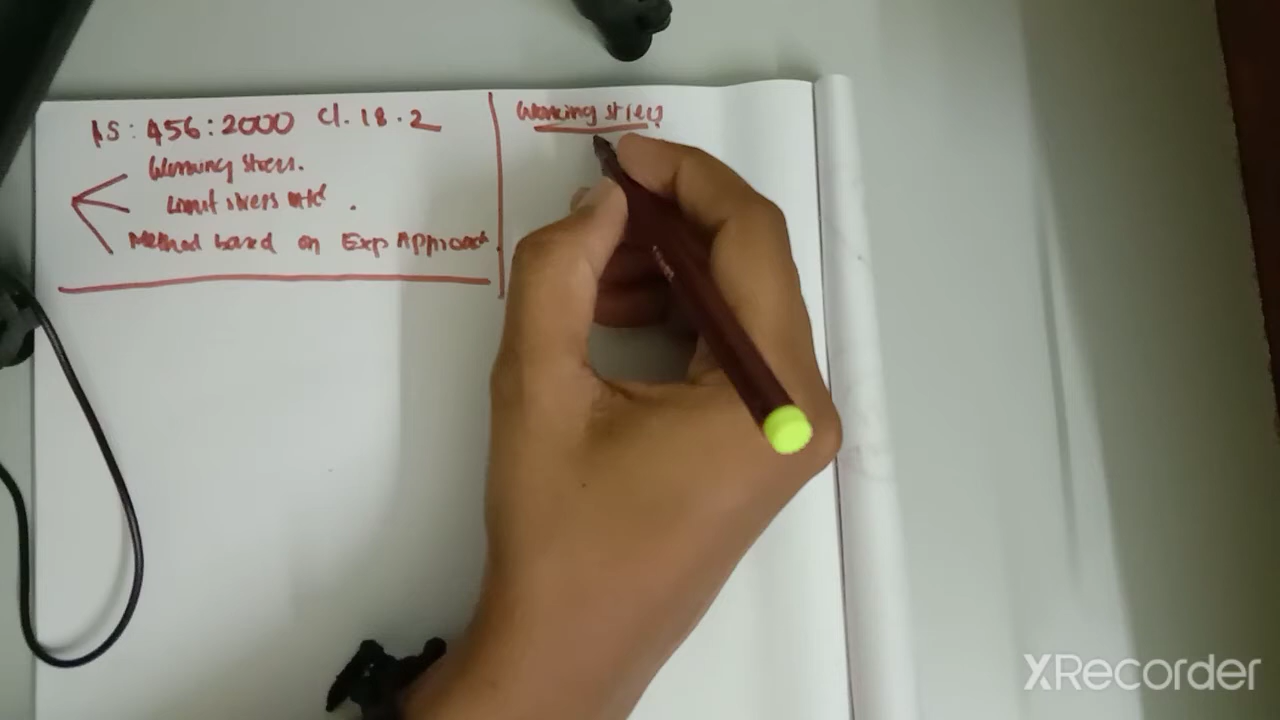 IS : 456 : 2000 Cl. 18.2
Working stress.
Limit stress mtd .
Method based on Exp Approach
Working stress
XRecorder